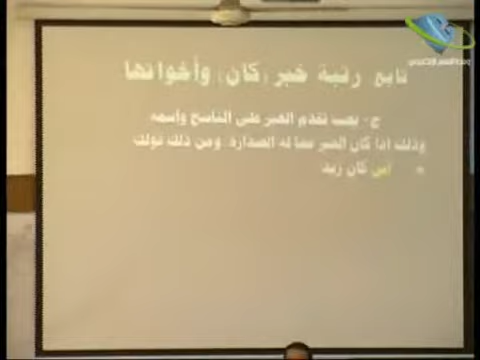 تابع رتبة خبر (كان) وأخواتها
ج- يجب تقدم الخبر على الناسخ واسمه
وذلك اذا كان الخبر مما له الصدارة. ومن ذلك قولك
أين كان زيد